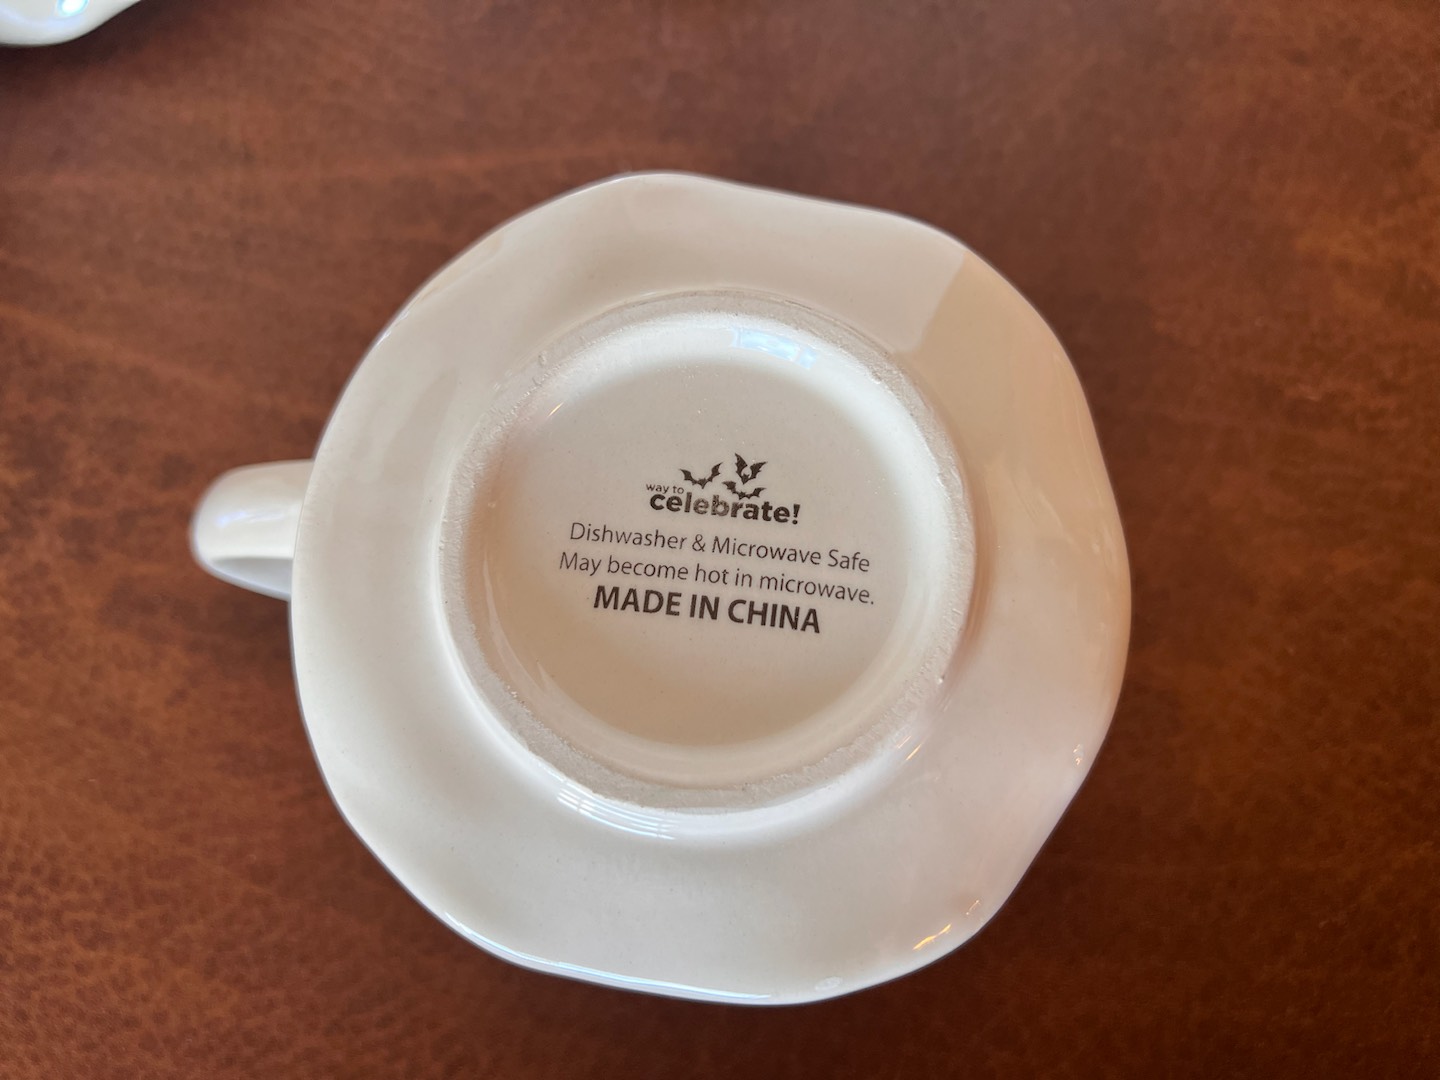 way to
celebrate!
Dishwasher & Microwave Safe
May become hot in microwave.
MADE IN CHINA